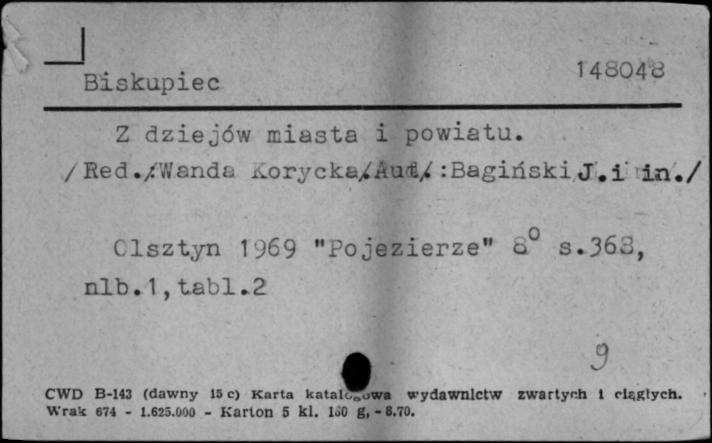 148048
Biskupiec
Z dziejów miasta i powiatu.
/Red.:Wanda Korycka/.Aut/:Bagiński J.i in./
Olsztyn 1969 "Pojezierze" 8° s.368,
nlb.1,tabl.2
9
CWD B-143 (dawny 15 c) Karta katalogowa wydawnictw zwartych i ciągłych.
Wrak 674 - 1.625.000 - Karton 5 kl. 180 g, - 8.70.